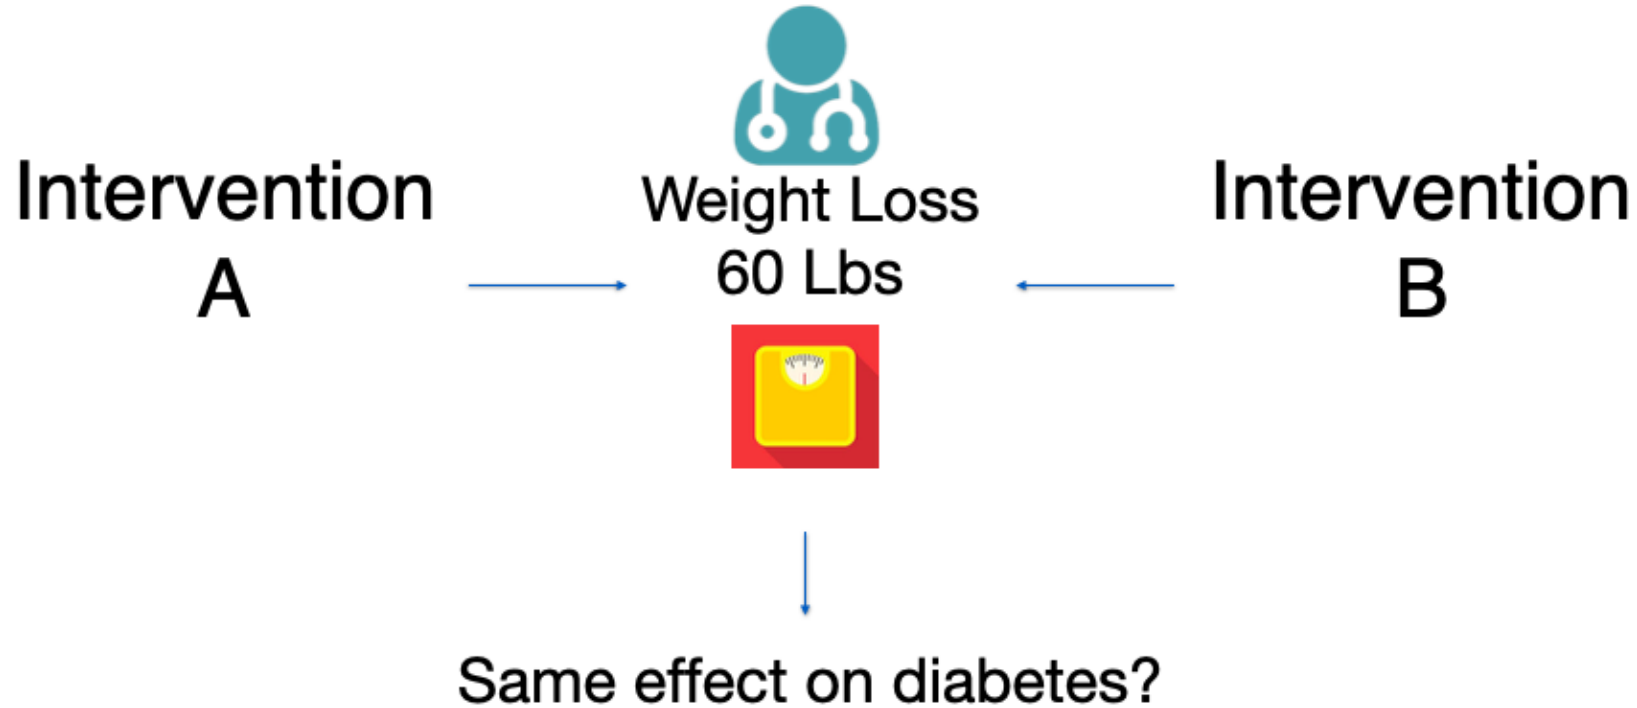 Intervention
A
Weight Loss
60 Lbs
Intervention
B
Same effect on diabetes?